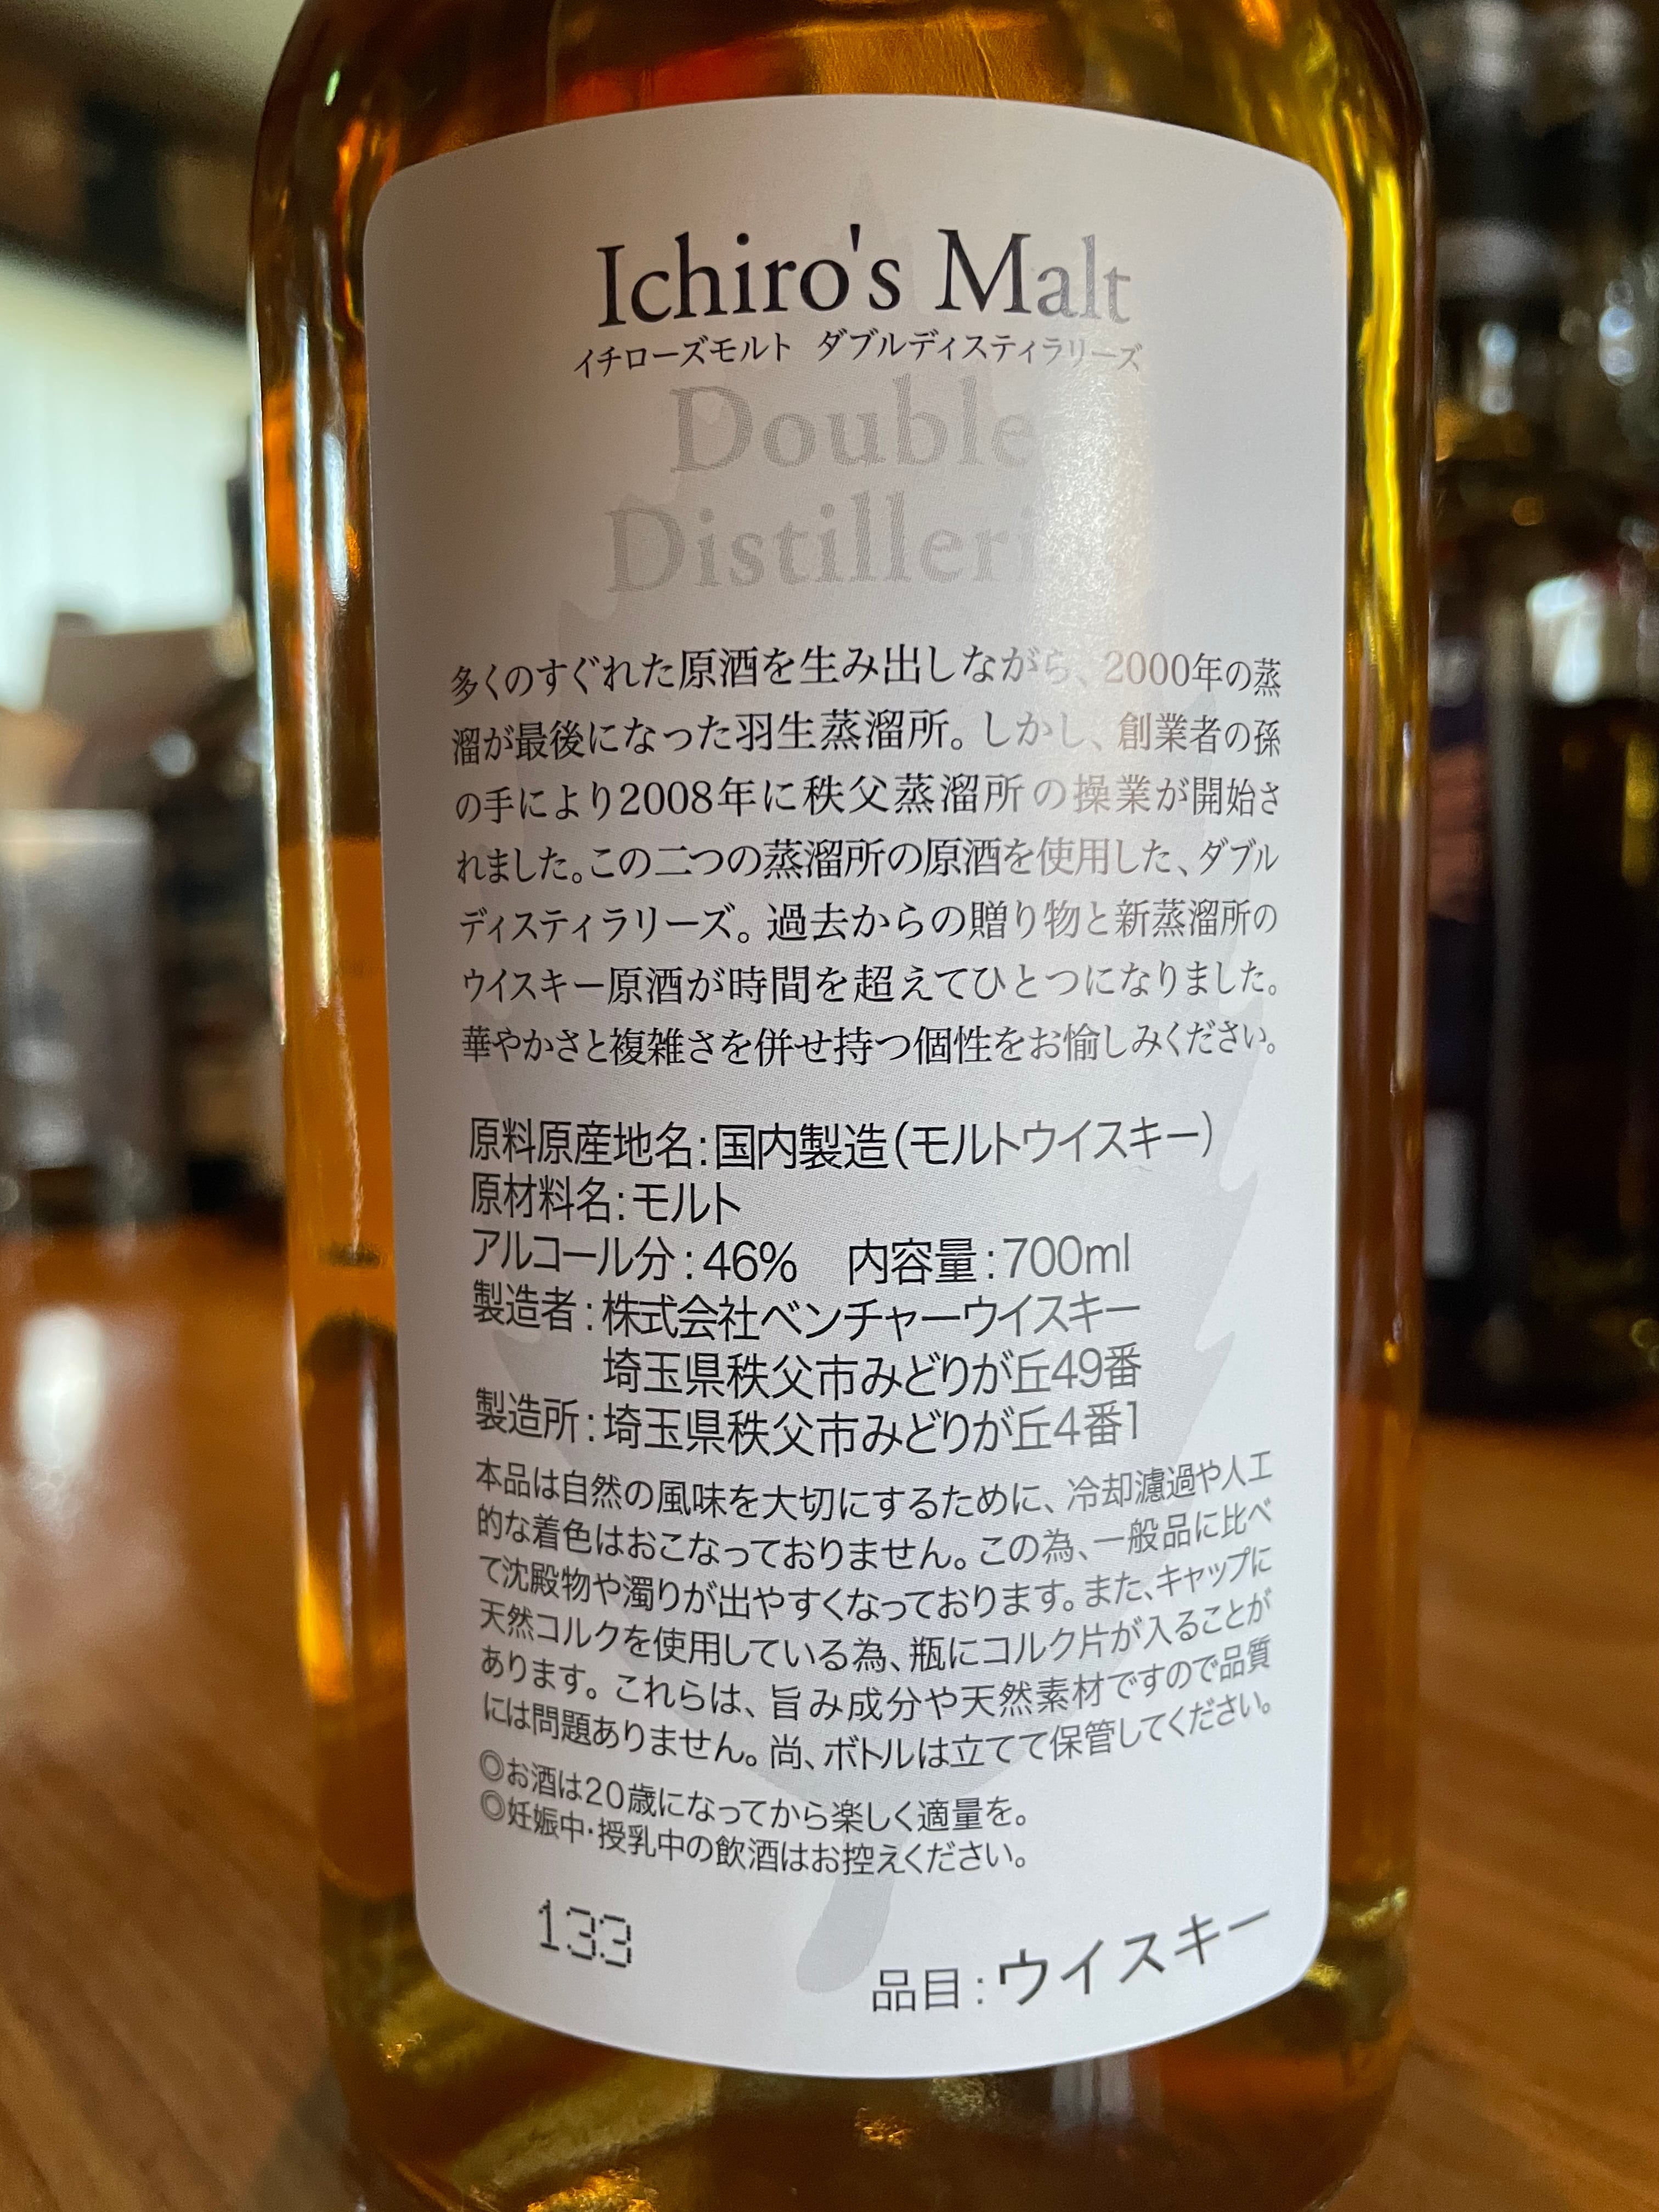 Ichiro's Malt
イチローズモルト ダブルディスティラリーズ
Double
Distilleri
多くのすぐれた原酒を生み出しながら、2000年の蒸
溜が最後になった羽生蒸溜所。しかし、創業者の孫
の手により2008年に秩父蒸溜所の操業が開始さ
れました。この二つの蒸溜所の原酒を使用した、ダブル
ディスティラリーズ。過去からの贈り物と新蒸溜所の
ウイスキー原酒が時間を超えてひとつになりました。
華やかさと複雑さを併せ持つ個性をお愉しみください。
原料原産地名:国内製造(モルトウイスキー)
原材料名:モルト
アルコール分:46% 内容量:700ml
製造者:株式会社ベンチャーウイスキー
埼玉県秩父市みどりが丘49番
製造所:埼玉県秩父市みどりが丘4番1
本品は自然の風味を大切にするために、冷却濾過や人工
的な着色はおこなっておりません。この為、一般品に比べ
て沈殿物や濁りが出やすくなっております。また、キャップに
天然コルクを使用している為、瓶にコルク片が入ることが
あります。これらは、旨み成分や天然素材ですので品質
には問題ありません。尚、ボトルは立てて保管してください。
◎お酒は20歳になってから楽しく適量を。
◎妊娠中・授乳中の飲酒はお控えください。
133
品目:ウイスキー